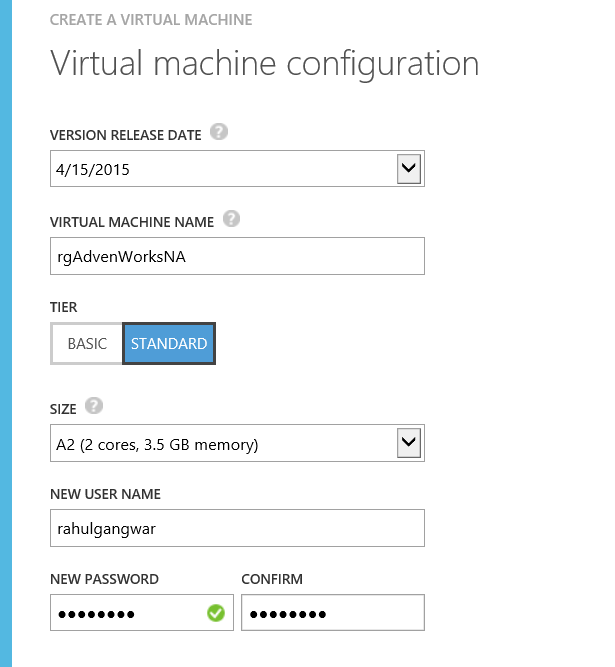 CREATE A VIRTUAL MACHINE
Virtual machine configuration
VERSION RELEASE DATE ?
4/15/2015
VIRTUAL MACHINE NAME ?
rgAdvenWorksNA
TIER
BASIC STANDARD
SIZE ?
A2 (2 cores, 3.5 GB memory)
NEW USER NAME
rahulgangwar
NEW PASSWORD CONFIRM
●●●●●●●● ●●●●●●●●